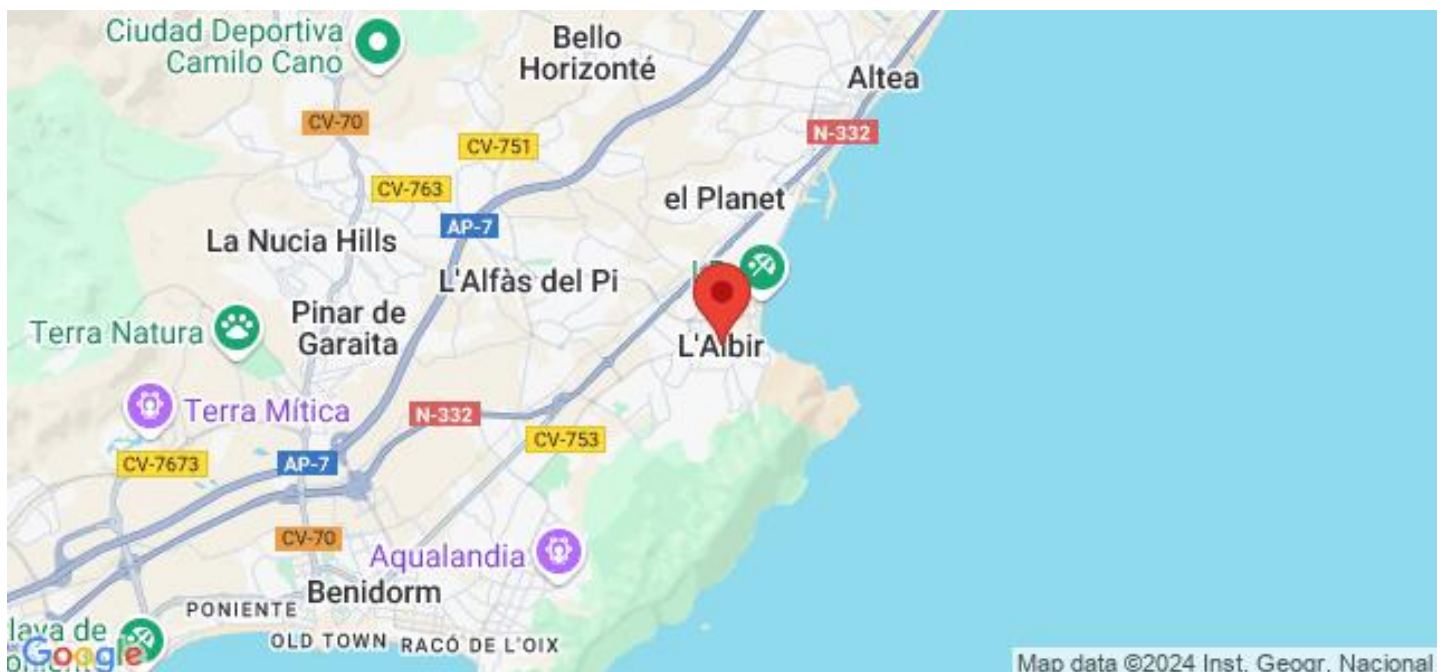 Ciudad Deportiva
Camilo Cano
Bello
Horizonté
Altea
CV-70
N-332
CV-751
CV-763
el Planet
AP-7
La Nucia Hills
L'Alfàs del Pi
Pinar de
Garaita
Terra Natura
L'Albir
Terra Mítica
N-332
CV-753
CV-7673
AP-7
CV-70
Aqualandia
Benidorm
PONIENTE
OLD TOWN
RACÓ DE L'OIX
laya de
Google
Map data ©2024 Inst. Geogr. Nacional